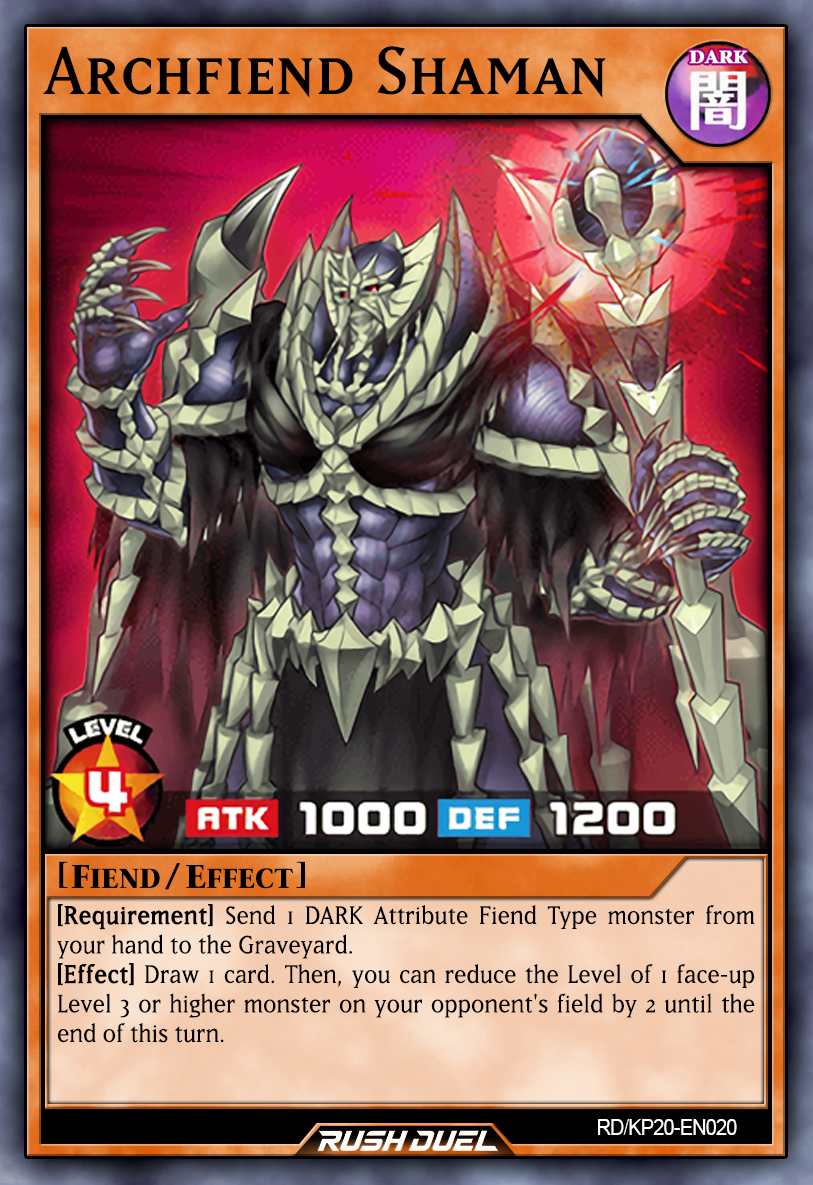 Archfiend Shaman
DARK
闇
LEVEL
4
ATK 1000 DEF 1200
[Fiend/Effect]
[Requirement] Send 1 DARK Attribute Fiend Type monster from
your hand to the Graveyard.
[Effect] Draw 1 card. Then, you can reduce the Level of 1 face-up
Level 3 or higher monster on your opponent's field by 2 until the
end of this turn.
RD/KP20-EN020
RUSH DUEL